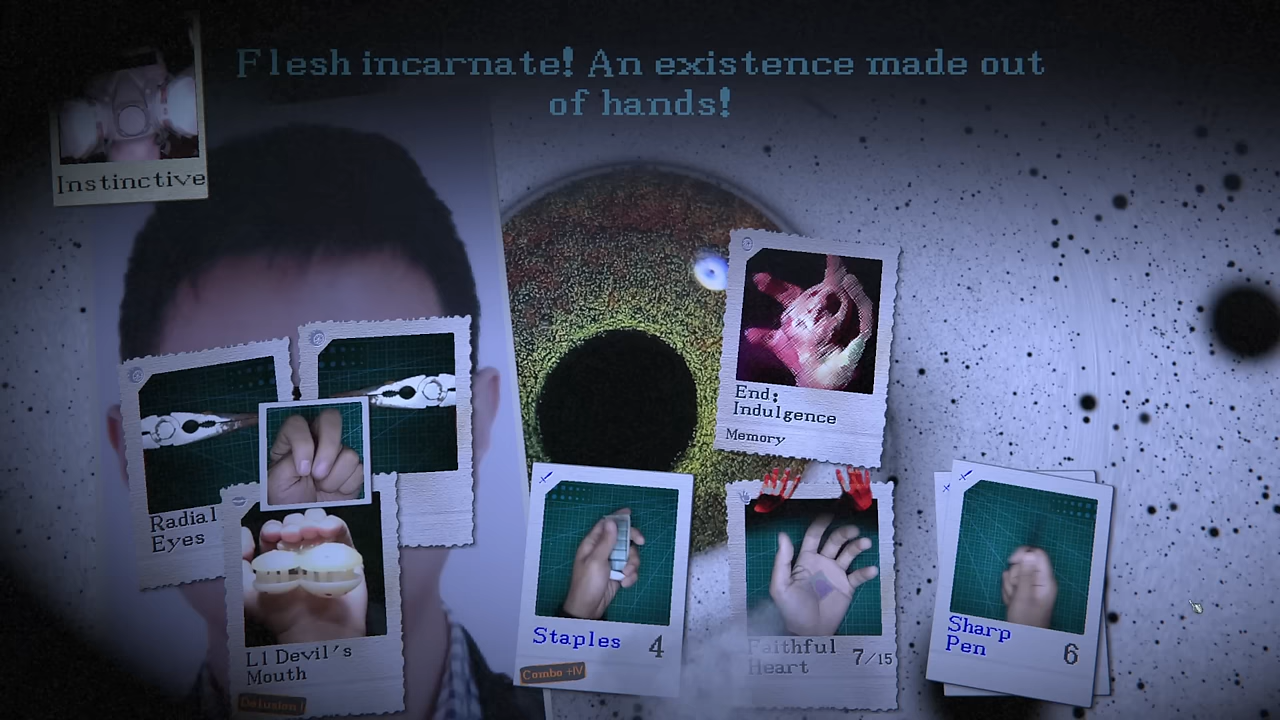 Flesh incarnate! An existence made out
of hands!
Instinctive
End:
Indulgence
Memory
Radial
Eyes
L1 Devil's
Mouth
Delusion I
Staples 4
Combo +IV
Faithful
Heart 7/15
Sharp
Pen 6